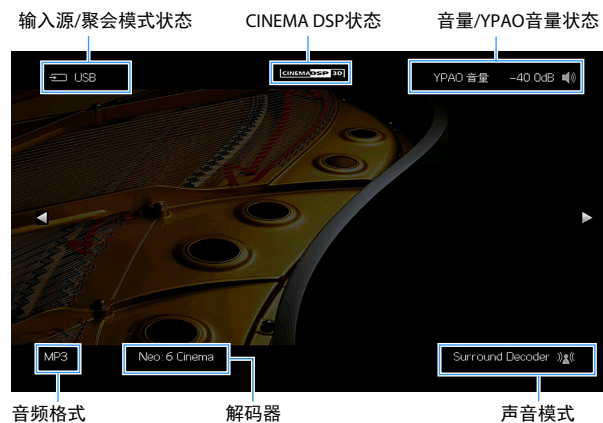 输入源/聚会模式状态
CINEMA DSP状态
音量/YPAO音量状态
USB
CINEMA DSP 3D
YPAO 音量 -40.0dB
MP3
Neo:6 Cinema
Surround Decoder
音频格式
解码器
声音模式